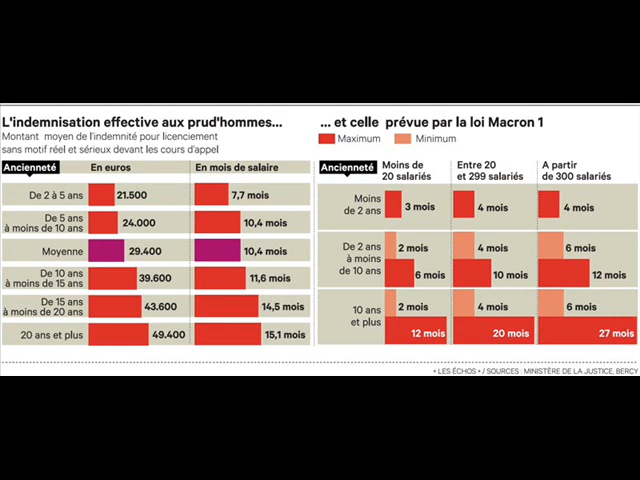 L'indemnisation effective aux prud'hommes...
Montant moyen de l'indemnité pour licenciement
sans motif réel et sérieux devant les cours d'appel
Ancienneté En euros En mois de salaire
De 2 à 5 ans 21.500 7,7 mois
De 5 ans
à moins de 10 ans 24.000 10,4 mois
Moyenne 29.400 10,4 mois
De 10 ans
à moins de 15 ans 39.600 11,6 mois
De 15 ans
à moins de 20 ans 43.600 14,5 mois
20 ans et plus 49.400 15,1 mois
... et celle prévue par la loi Macron 1
Maximum Minimum
Ancienneté Moins de 20 salariés Entre 20 et 299 salariés A partir de 300 salariés
Moins
de 2 ans 3 mois 4 mois 4 mois
De 2 ans
à moins
de 10 ans
2 mois 4 mois 6 mois
6 mois 10 mois 12 mois
10 ans
et plus
2 mois 4 mois 6 mois
12 mois 20 mois 27 mois
« LES ÉCHOS » / SOURCES : MINISTÈRE DE LA JUSTICE, BERCY